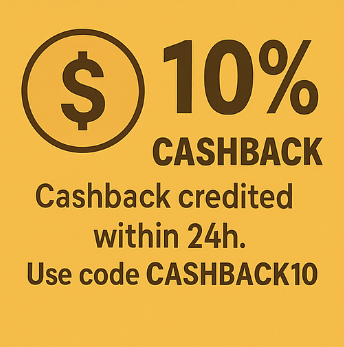 $
10%
CASHBACK
Cashback credited
within 24h.
Use code CASHBACK10